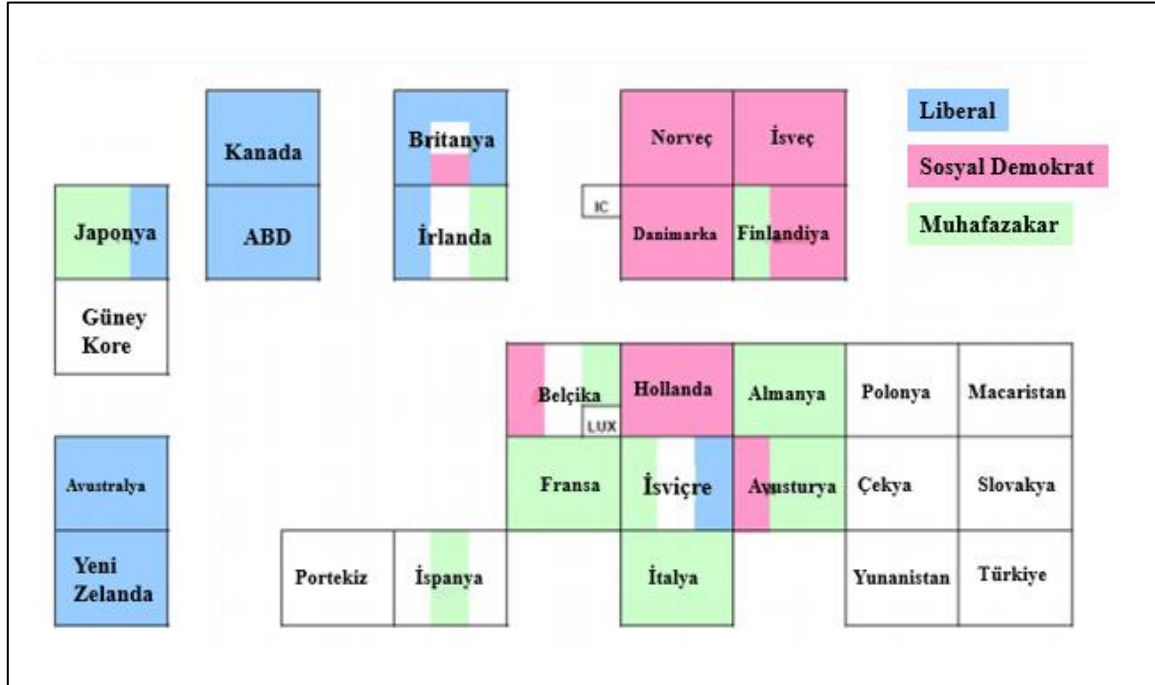 Kanada
Britanya
Norveç
İsveç
Liberal
Sosyal Demokrat
Muhafazakar
Japonya
ABD
İrlanda
IC
Danimarka
Finlandiya
Güney
Kore
Belçika
LUX
Hollanda
Almanya
Polonya
Macaristan
Avustralya
Fransa
İsviçre
Avusturya
Çekya
Slovakya
Yeni
Zelanda
Portekiz
İspanya
İtalya
Yunanistan
Türkiye